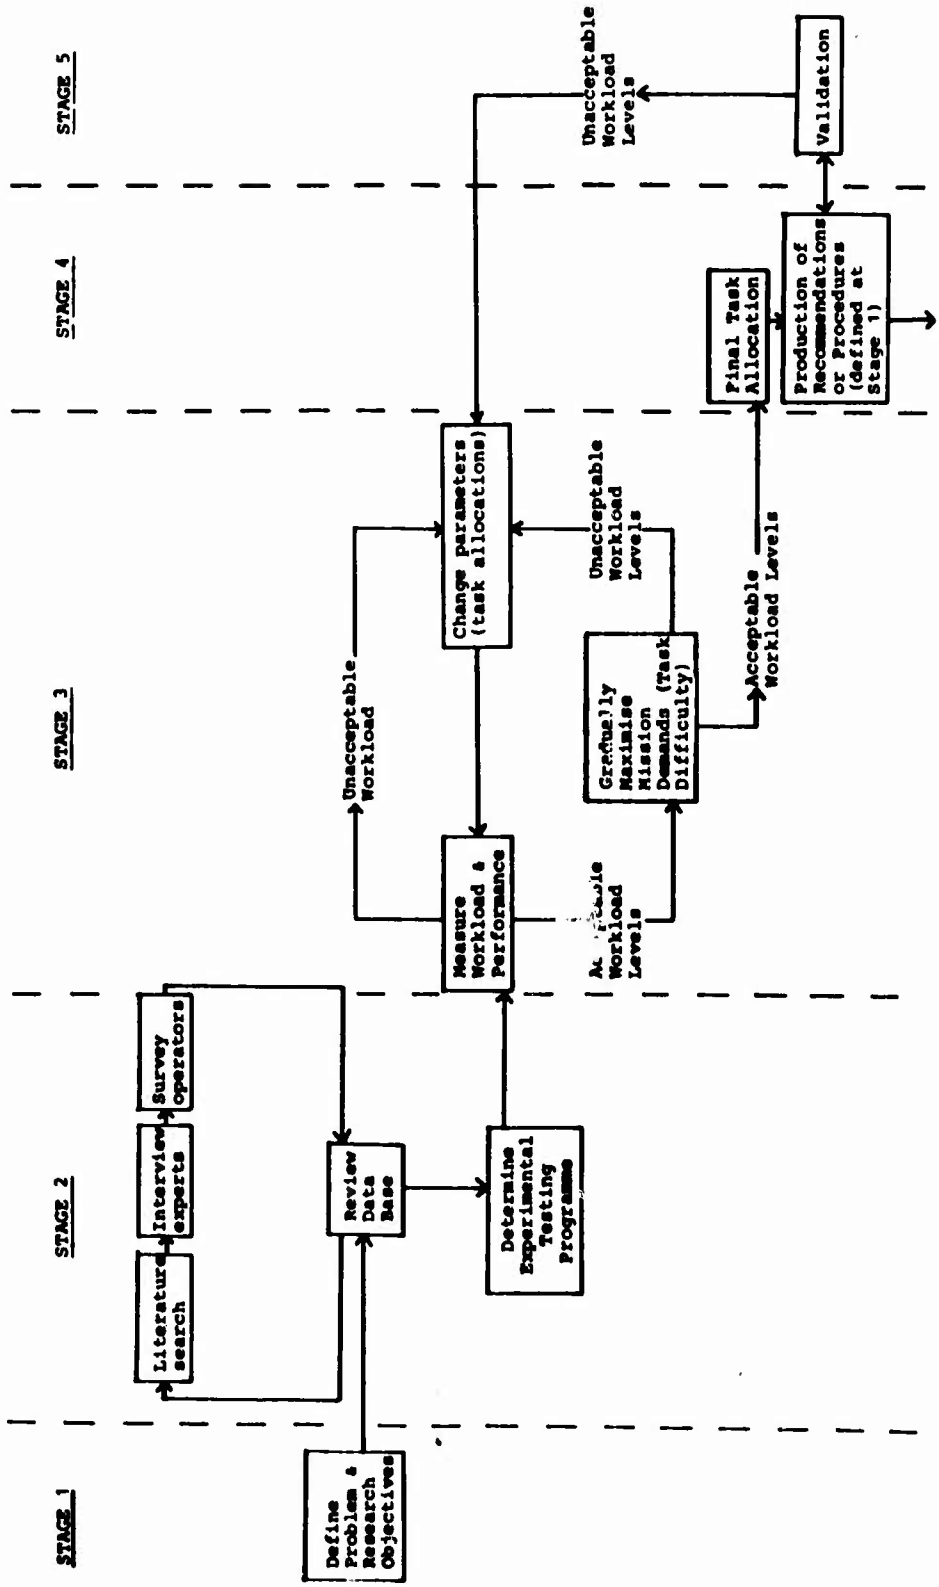 STAGE 1
STAGE 2
STAGE 3
STAGE 4
STAGE 5
Define
Problem &
Research
Objectives
Literature
search
Interview
experts
Survey
operators
Review
Data
Base
Determine
Experimental
Testing
Programme
Measure
Workload &
Performance
Unacceptable
Workload
Change parameters
(task allocations)
Workload
Levels
Gradually
Maximise
Mission
Demands (Task
Difficulty)
Unacceptable
Workload
Levels
Acceptable
Workload Levels
Final Task
Allocation
Production of
Recommendations
or Procedures
(defined at
Stage 1)
Unacceptable
Workload
Levels
Validation